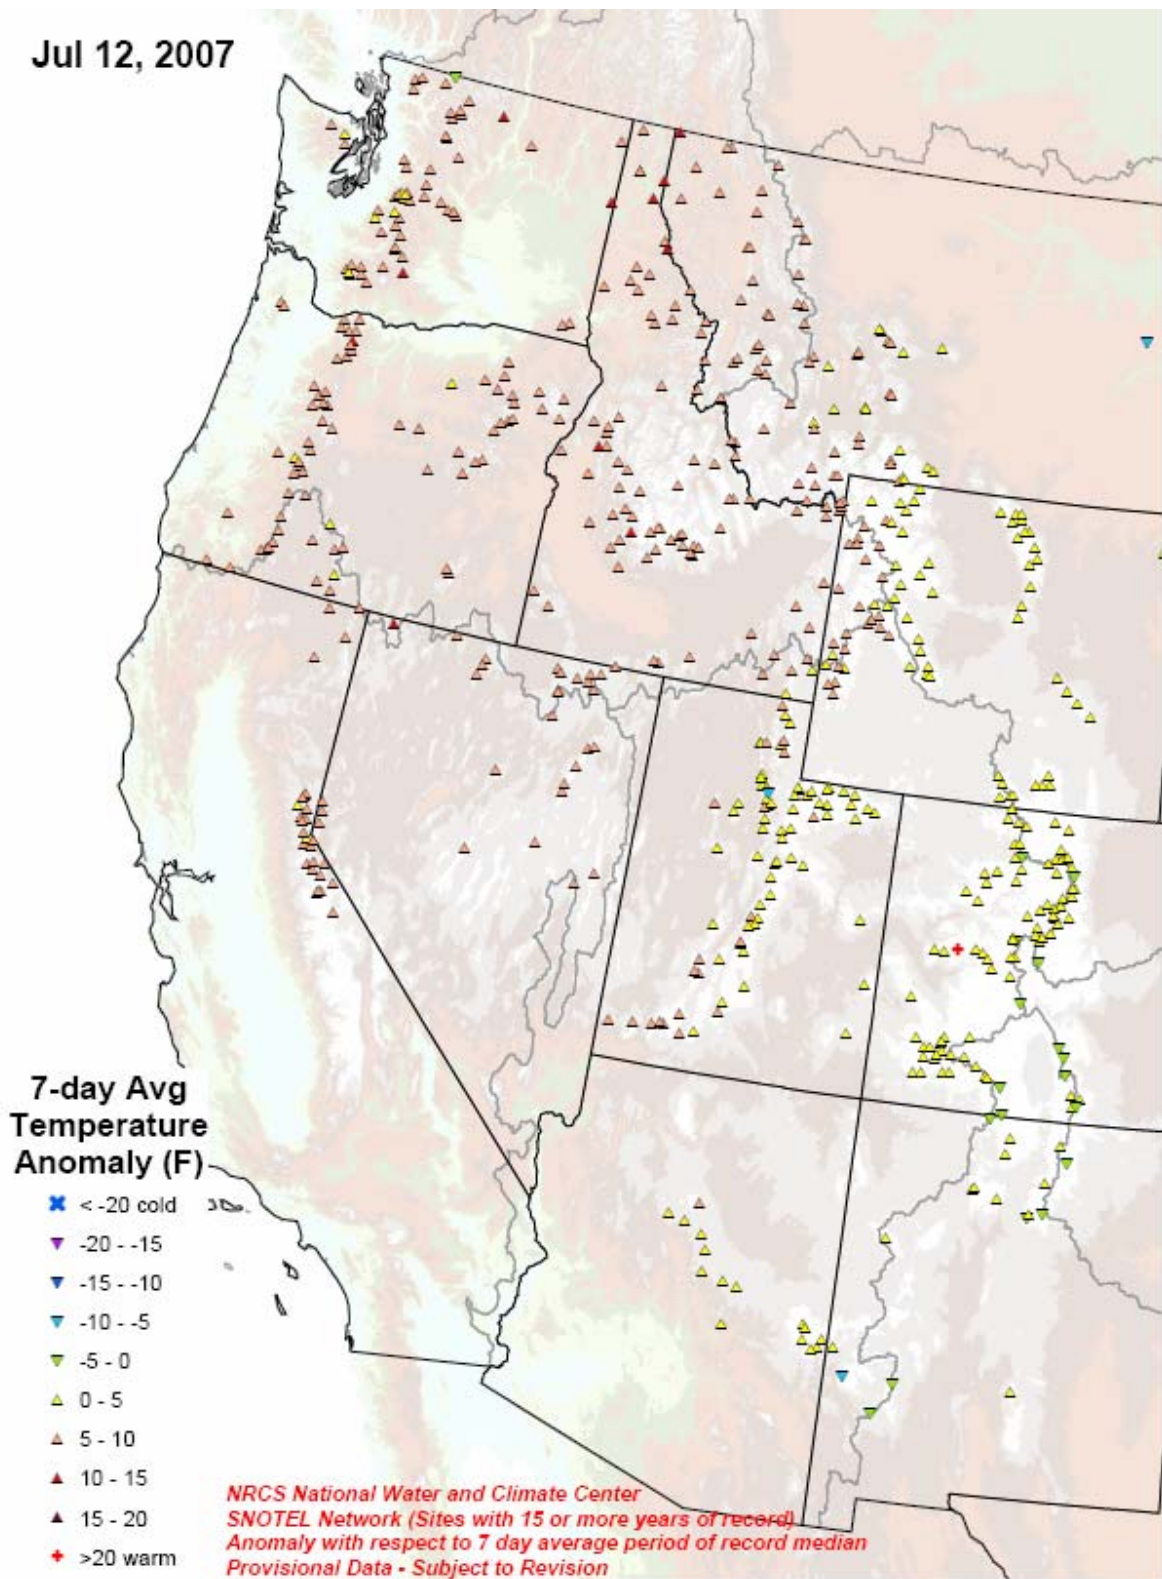 Jul 12, 2007
7-day Avg
Temperature
Anomaly (F)
< -20 cold
-20 - -15
-15 - -10
-10 - -5
-5 - 0
0 - 5
5 - 10
10 - 15
15 - 20
>20 warm
NRCS National Water and Climate Center
SNOTEL Network (Sites with 15 or more years of record)
Anomaly with respect to 7 day average period of record median
Provisional Data - Subject to Revision